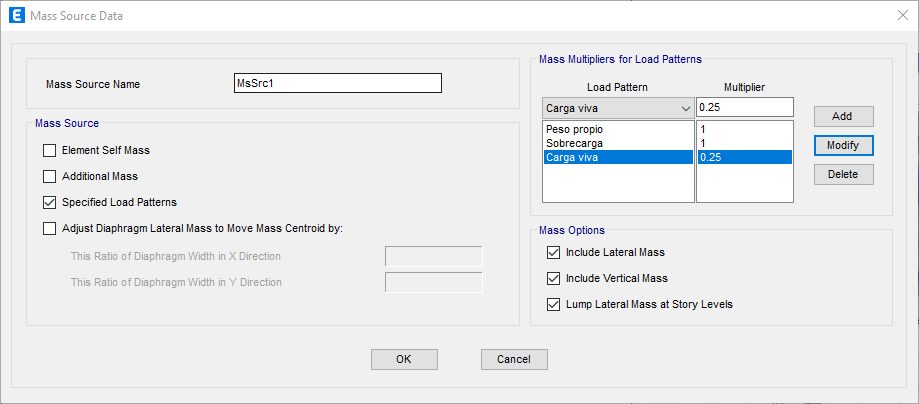 E Mass Source Data
Mass Source Name
MsSrc1
Mass Source
Element Self Mass
Additional Mass
Specified Load Patterns
Adjust Diaphragm Lateral Mass to Move Mass Centroid by:
This Ratio of Diaphragm Width in X Direction
This Ratio of Diaphragm Width in Y Direction
Mass Multipliers for Load Patterns
Load Pattern Multiplier
Carga viva 0.25
Peso propio 1
Sobrecarga 1
Carga viva 0.25
Add
Modify
Delete
Mass Options
Include Lateral Mass
Include Vertical Mass
Lump Lateral Mass at Story Levels
OK Cancel